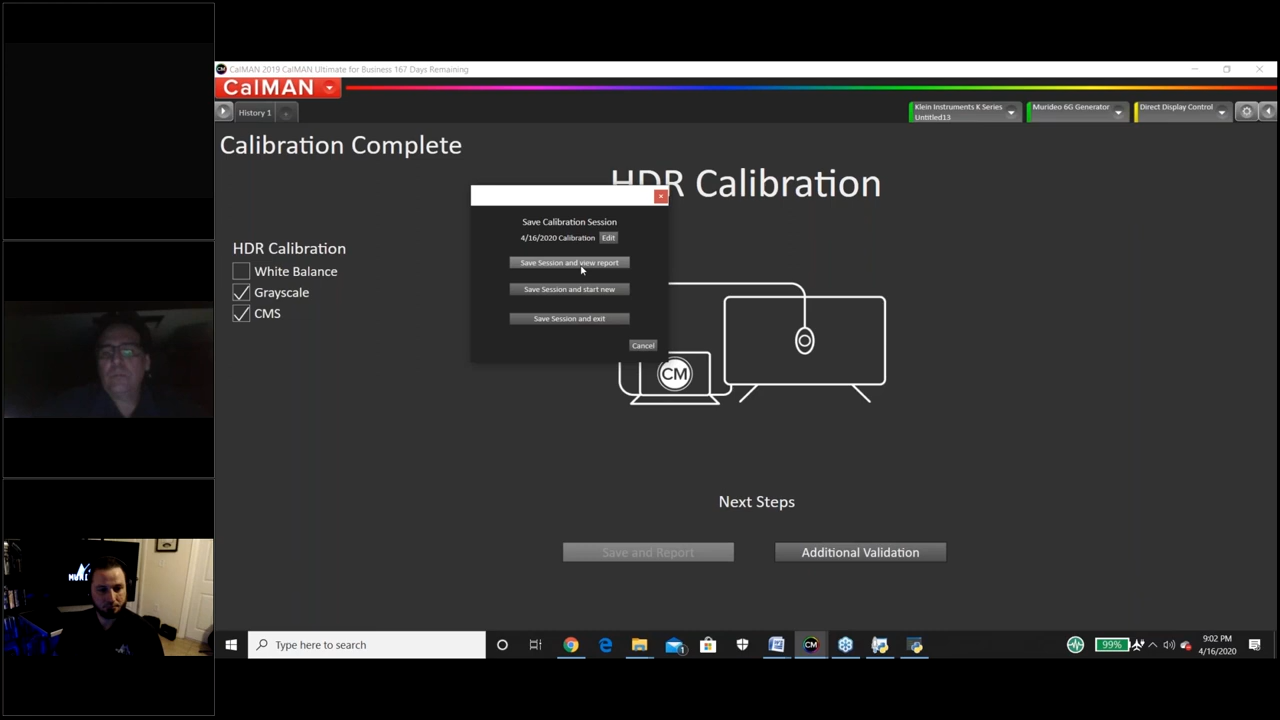 CalMAN 2019 CalMAN Ultimate for Business 167 Days Remaining
CalMAN
History 1
Klein Instruments K Series
Untitled13
Murideo 6G Generator
Direct Display Control
Calibration Complete
HDR Calibration
HDR Calibration
White Balance
Grayscale
CMS
Save Calibration Session
4/16/2020 Calibration Edit
Save Session and view report
Save Session and start new
Save Session and exit
Cancel
CM
Next Steps
Save and Report
Additional Validation
Type here to search
CM
1
99%
9:02 PM
4/16/2020